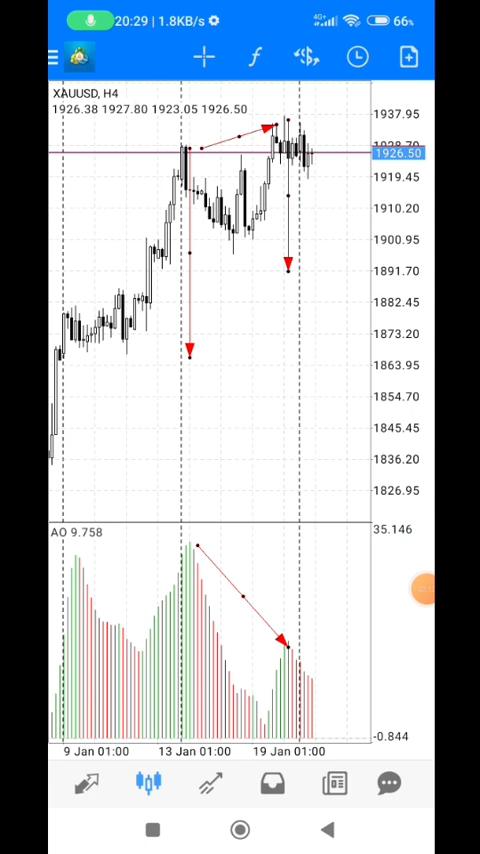 20:29 | 1.8KB/s
4G+
66%
XAUUSD, H4
1926.38 1927.80 1923.05 1926.50
1937.95
1926.50
1919.45
1910.20
1900.95
1891.70
1882.45
1873.20
1863.95
1854.70
1845.45
1836.20
1826.95
AO 9.758
35.146
-0.844
9 Jan 01:00
13 Jan 01:00
19 Jan 01:00